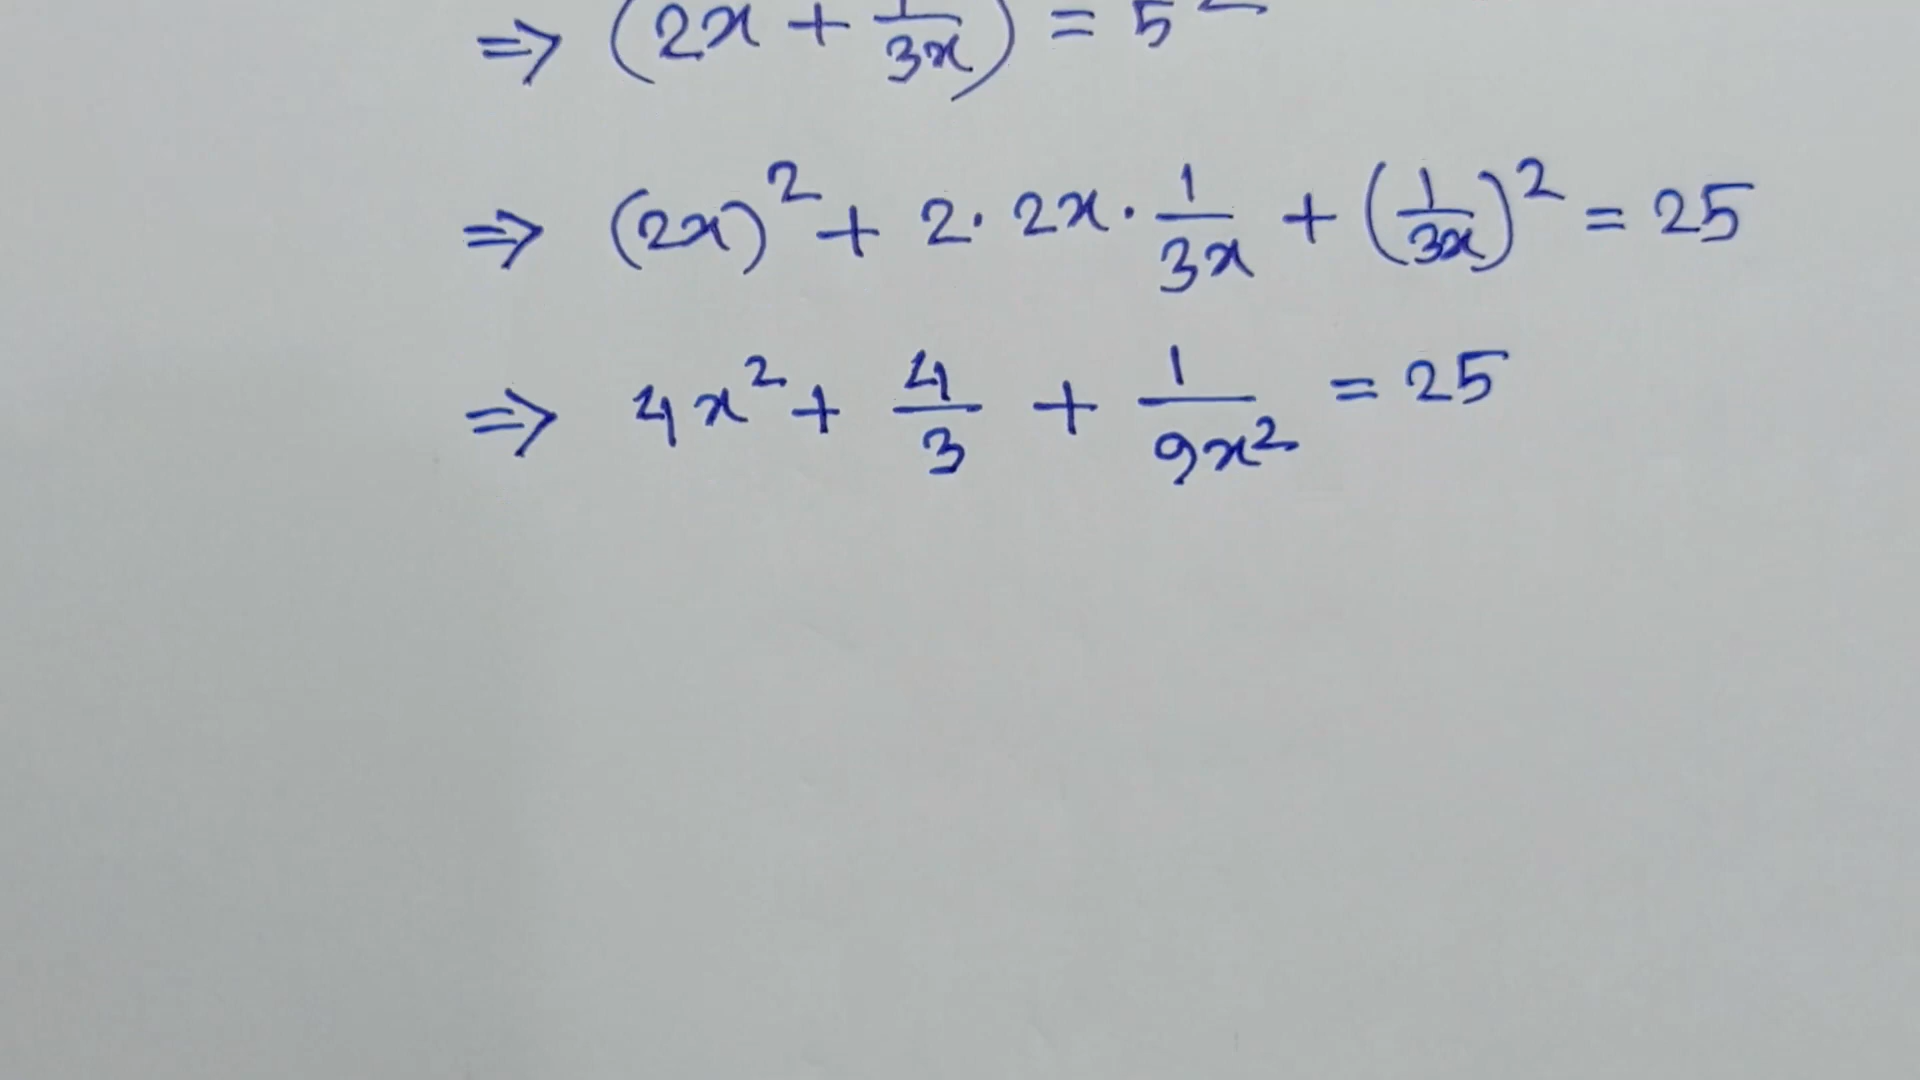 ⇒ (2x + 1/3x) = 5²
⇒ (2x)² + 2·2x·1/3x + (1/3x)² = 25
⇒ 4x² + 4/3 + 1/9x² = 25